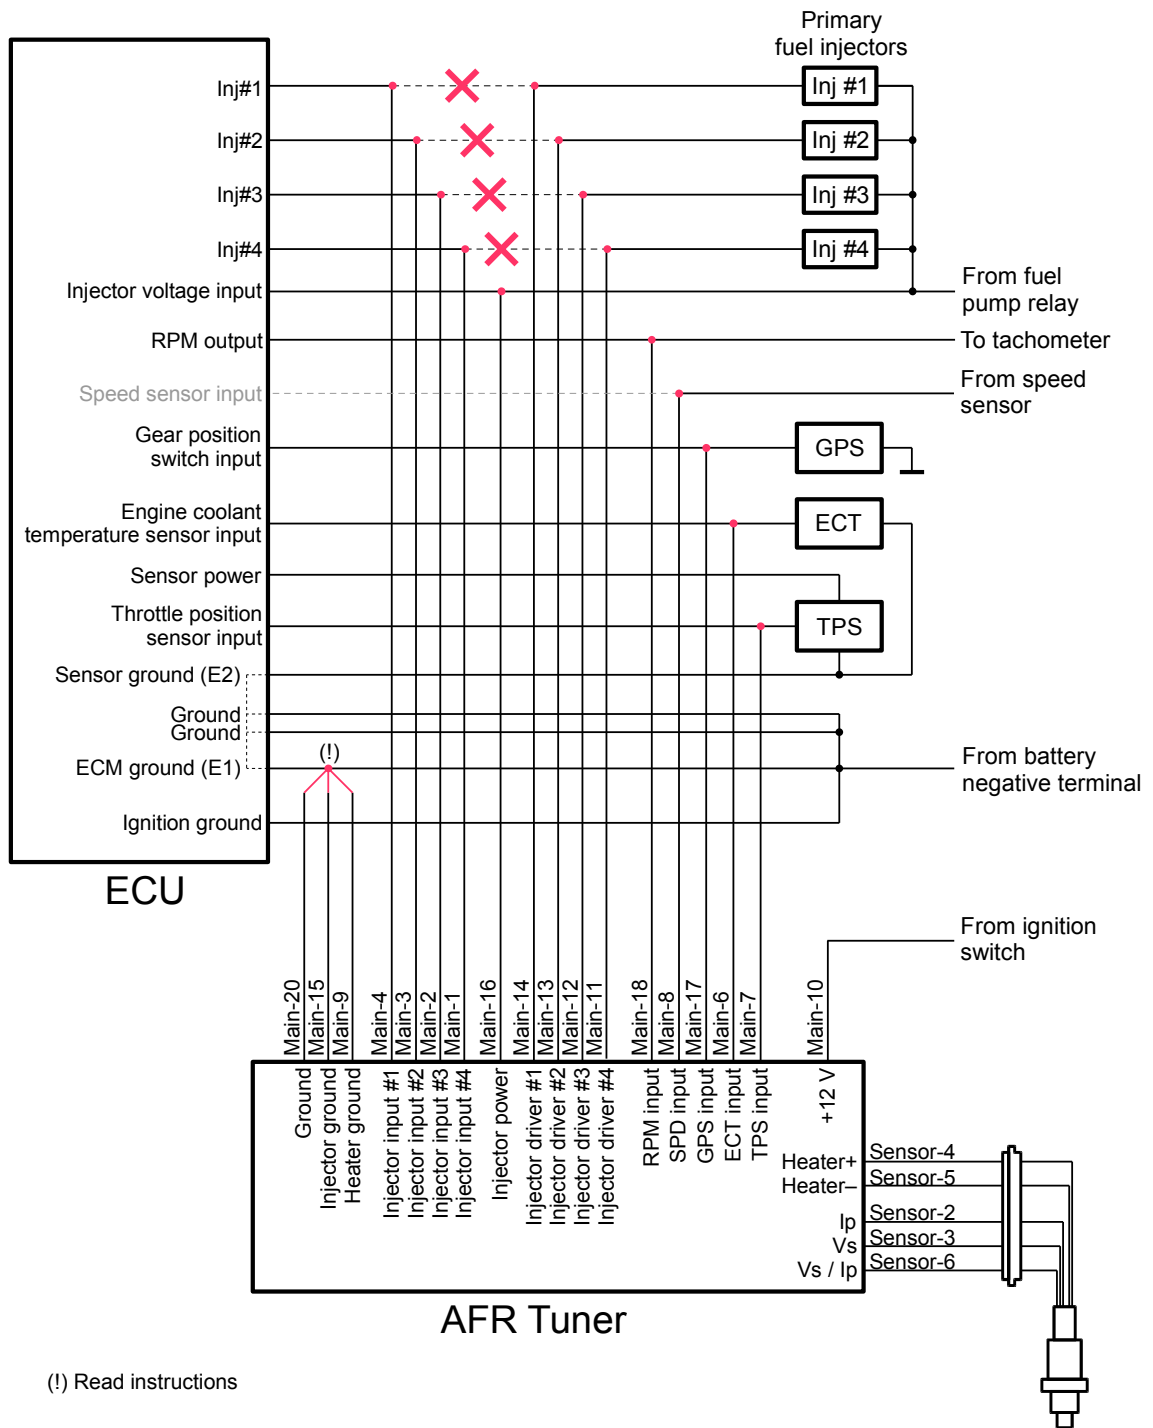 Primary
fuel injectors
Inj#1
Inj #1
Inj#2
Inj #2
Inj#3
Inj #3
Inj#4
Inj #4
Injector voltage input
From fuel
pump relay
RPM output
To tachometer
Speed sensor input
From speed
sensor
Gear position
switch input
GPS
Engine coolant
temperature sensor input
ECT
Sensor power
Throttle position
sensor input
TPS
Sensor ground (E2)
Ground
Ground
(!)
ECM ground (E1)
From battery
negative terminal
Ignition ground
ECU
From ignition
switch
Main-20
Main-15
Main-9
Main-4
Main-3
Main-2
Main-1
Main-16
Main-14
Main-13
Main-12
Main-11
Main-18
Main-8
Main-17
Main-6
Main-7
Main-10
Ground
Injector ground
Heater ground
Injector input #1
Injector input #2
Injector input #3
Injector input #4
Injector power
Injector driver #1
Injector driver #2
Injector driver #3
Injector driver #4
RPM input
SPD input
GPS input
ECT input
TPS input
+12 V
Heater+
Sensor-4
Heater–
Sensor-5
Ip
Sensor-2
Vs
Sensor-3
Vs / Ip
Sensor-6
AFR Tuner
(!) Read instructions